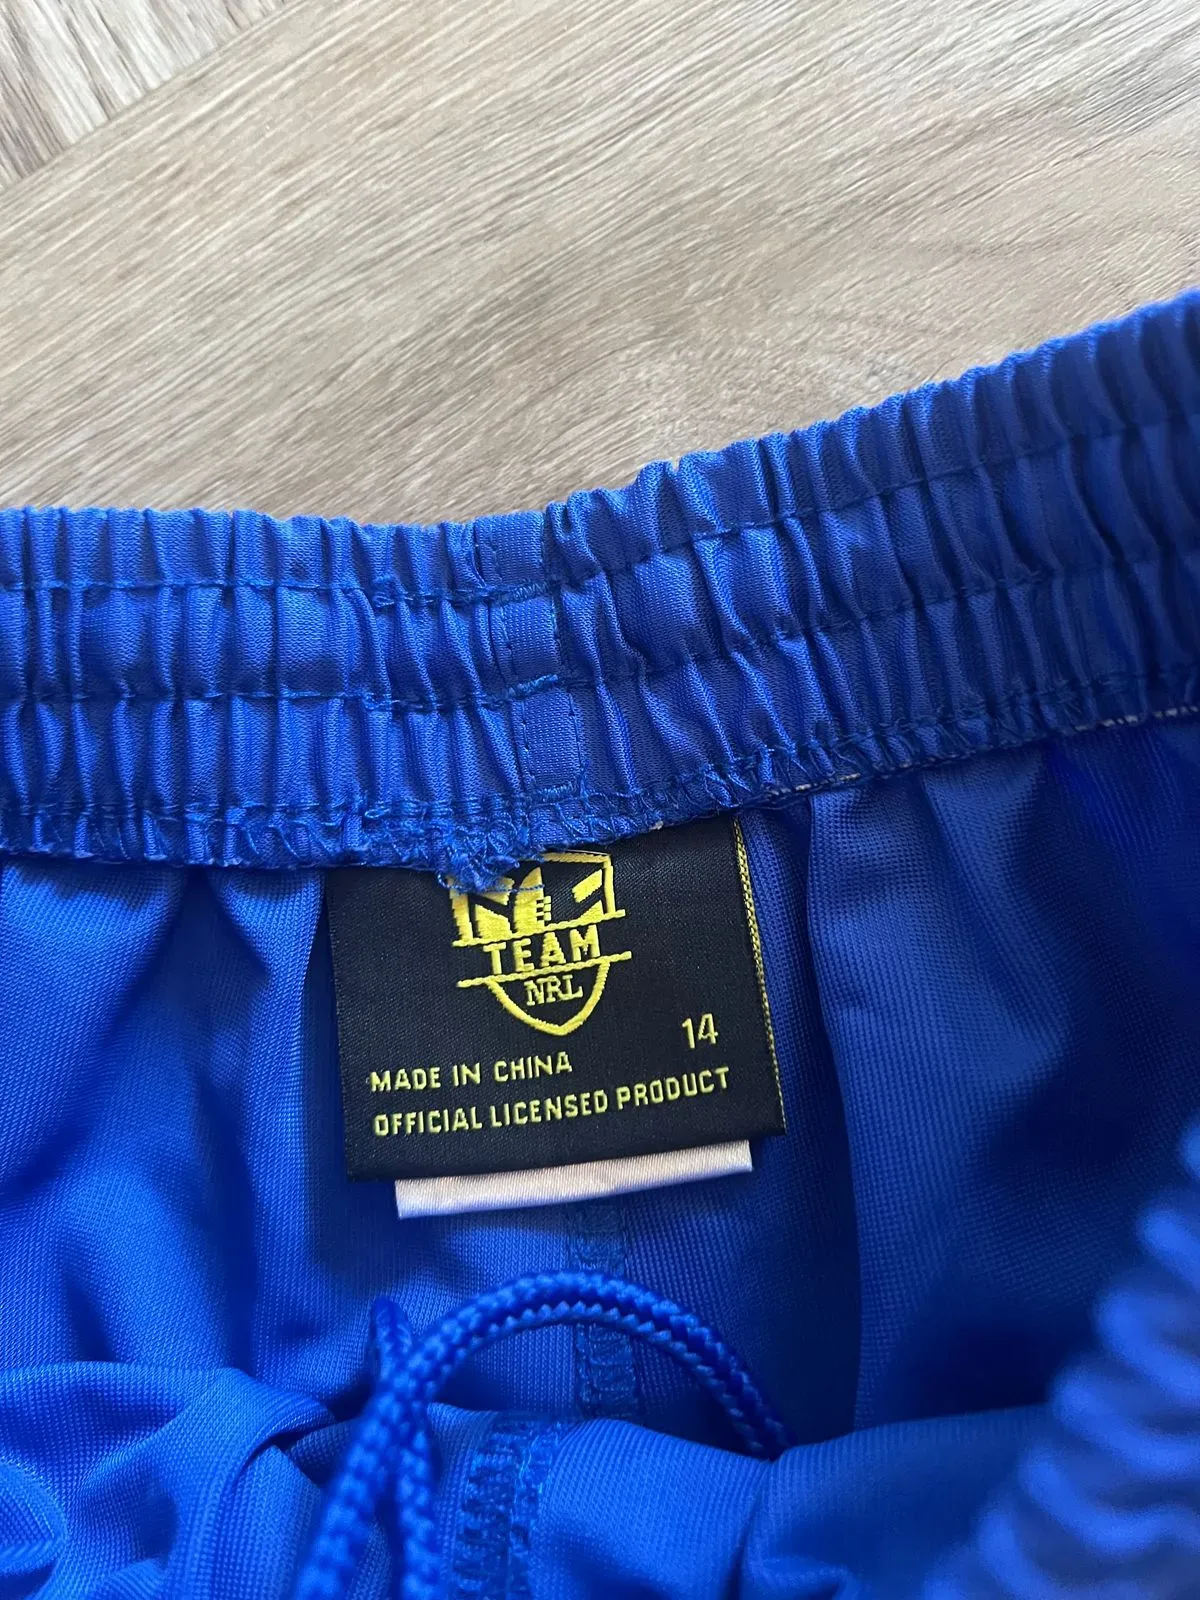 TEAM
NRL
14
MADE IN CHINA
OFFICIAL LICENSED PRODUCT